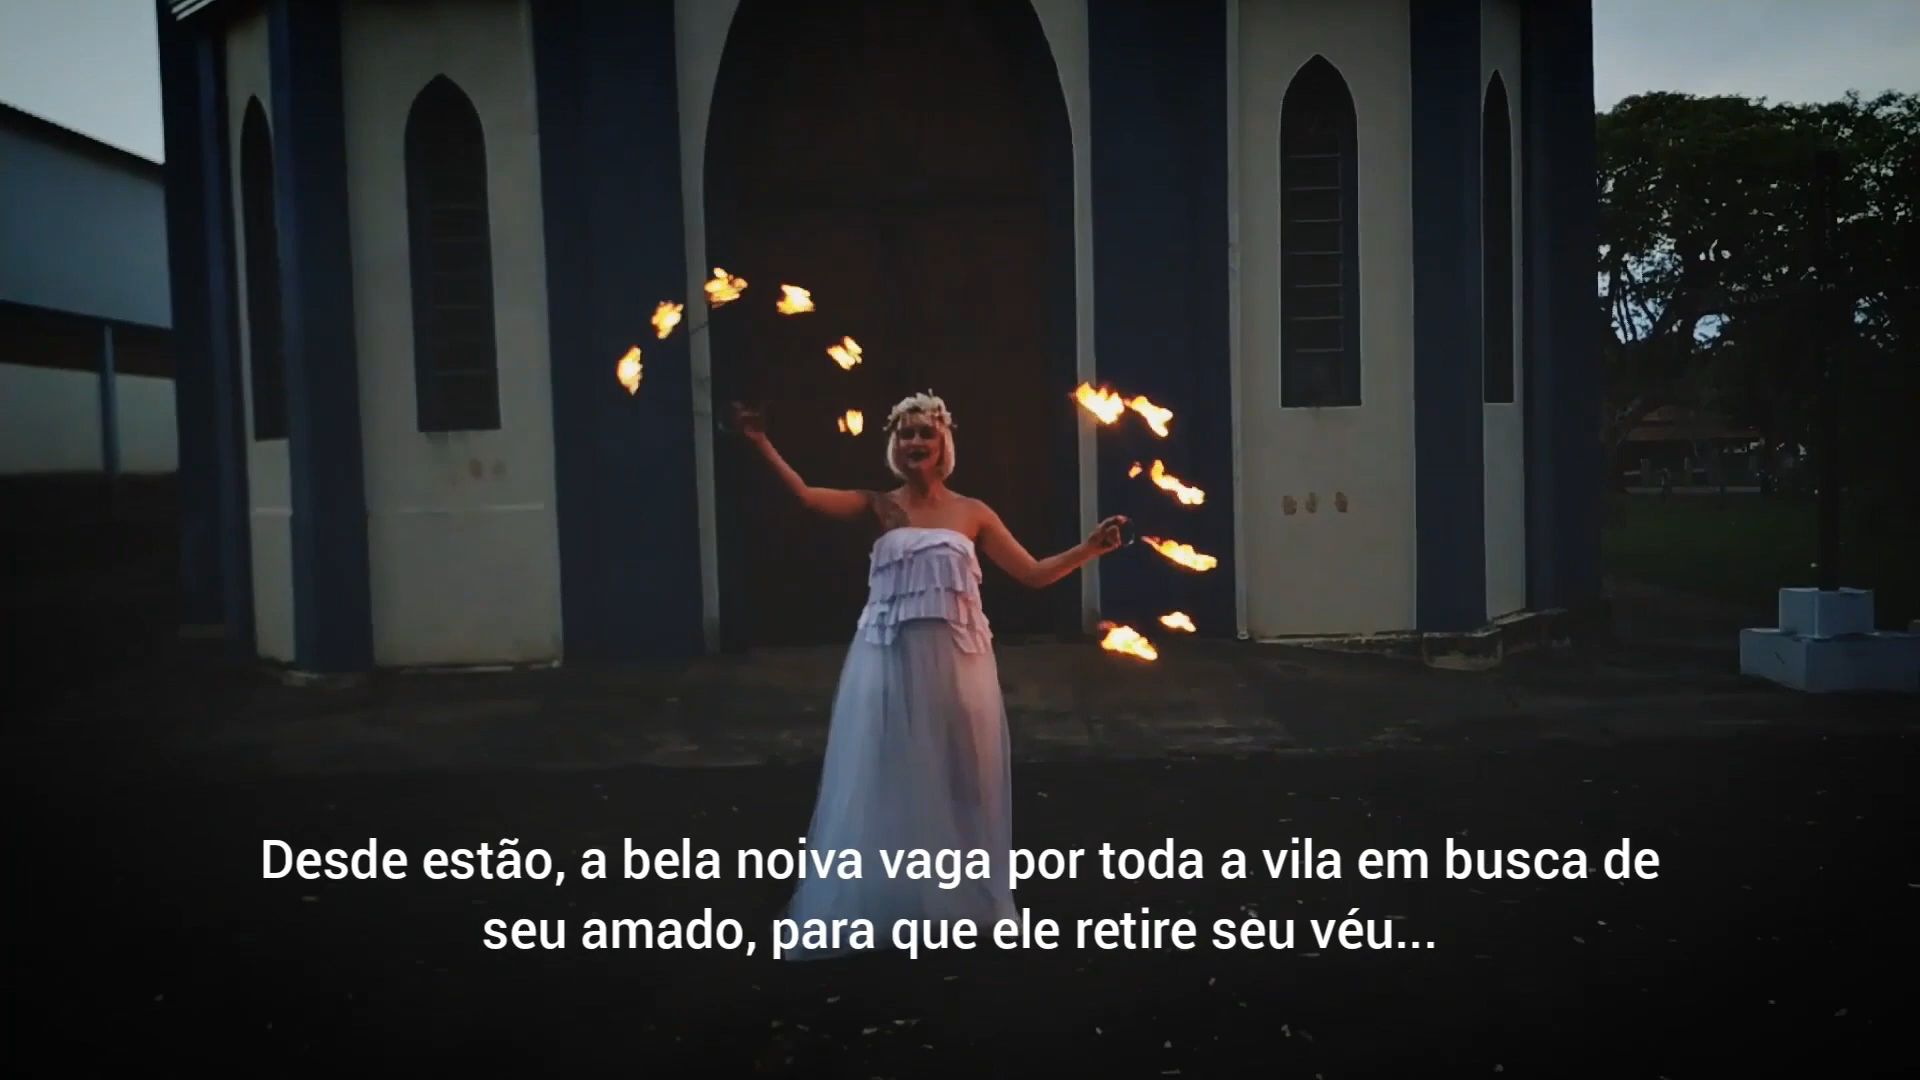 Desde estão, a bela noiva vaga por toda a vila em busca de
seu amado, para que ele retire seu véu...